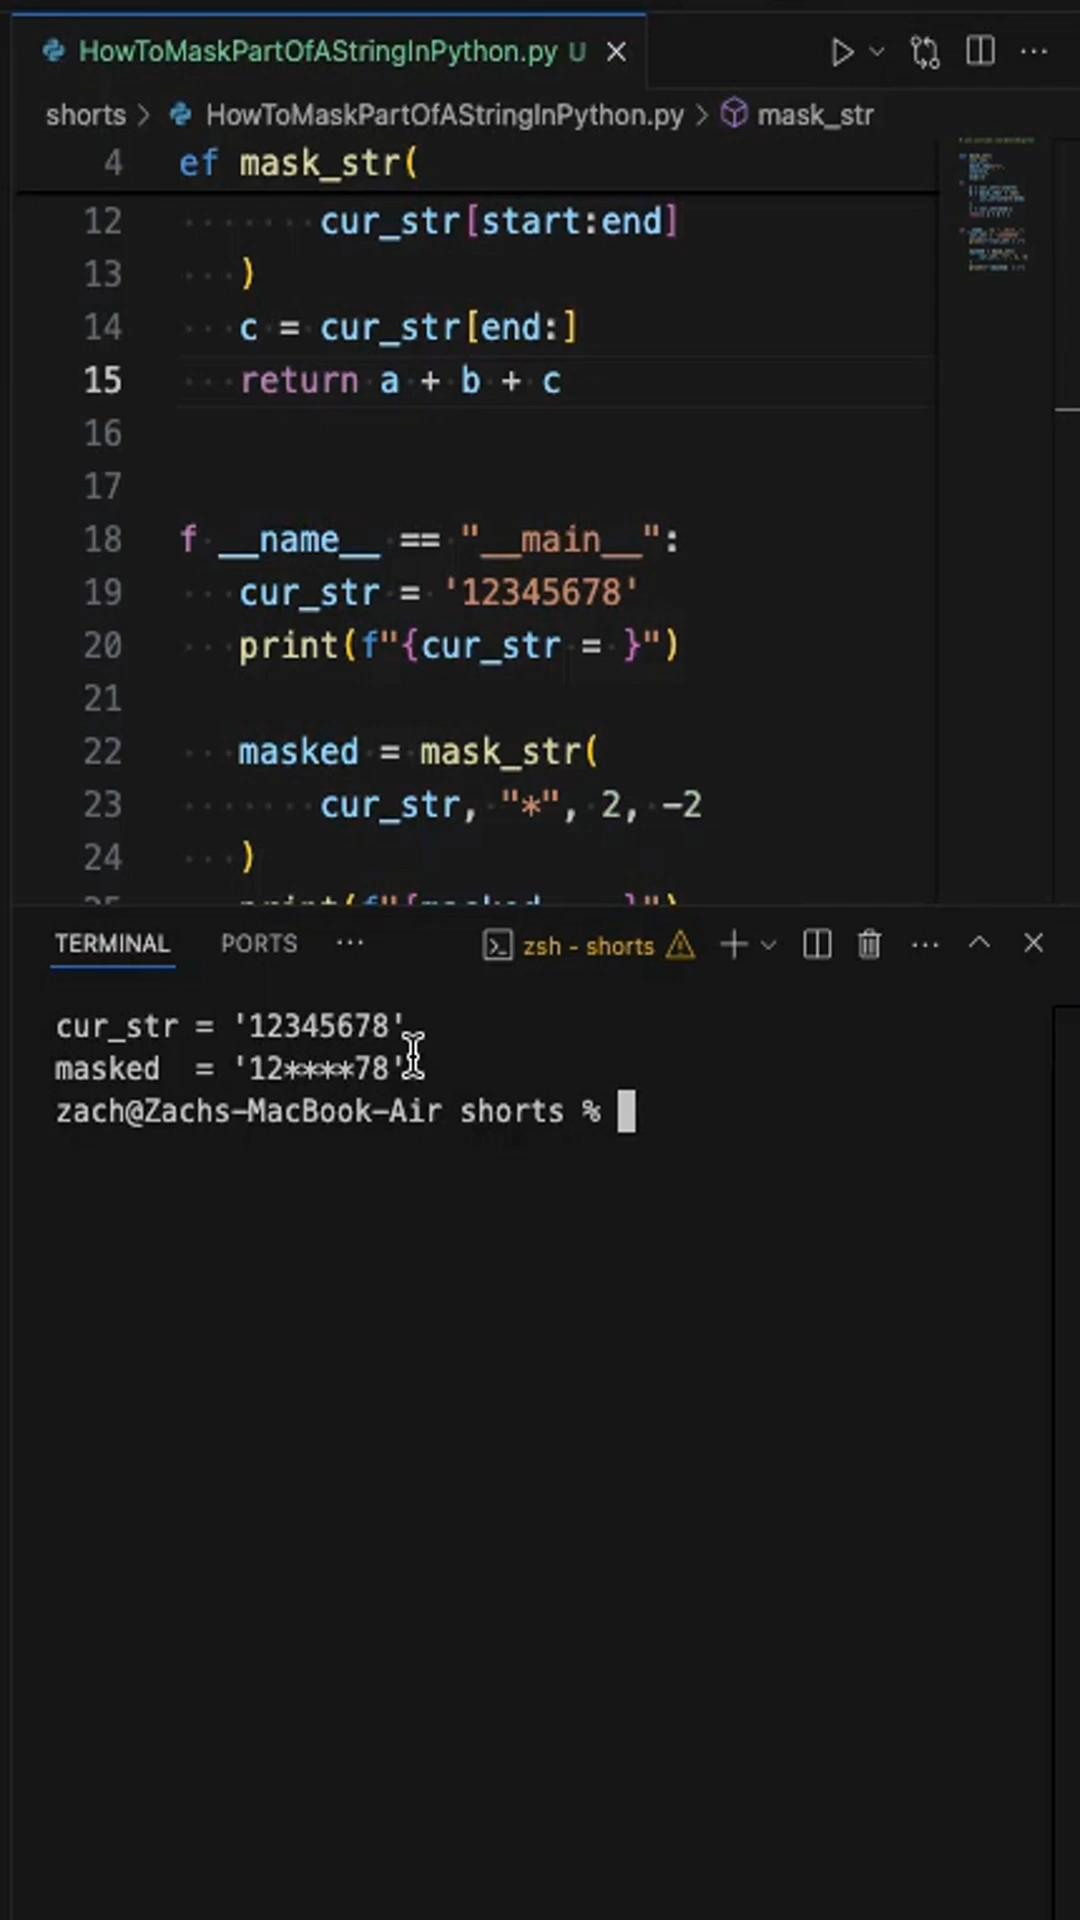 HowToMaskPartOfAStringInPython.py U
shorts > HowToMaskPartOfAStringInPython.py > mask_str
4 ef mask_str(
12 cur_str[start:end]
13 )
14 c = cur_str[end:]
15 return a + b + c
16
17
18 f __name__ == "__main__":
19 cur_str = '12345678'
20 print(f"{cur_str = }")
21
22 masked = mask_str(
23 cur_str, "*", 2, -2
24 )
TERMINAL PORTS ··· zsh - shorts
cur_str = '12345678'
masked  = '12****78'
zach@Zachs-MacBook-Air shorts %